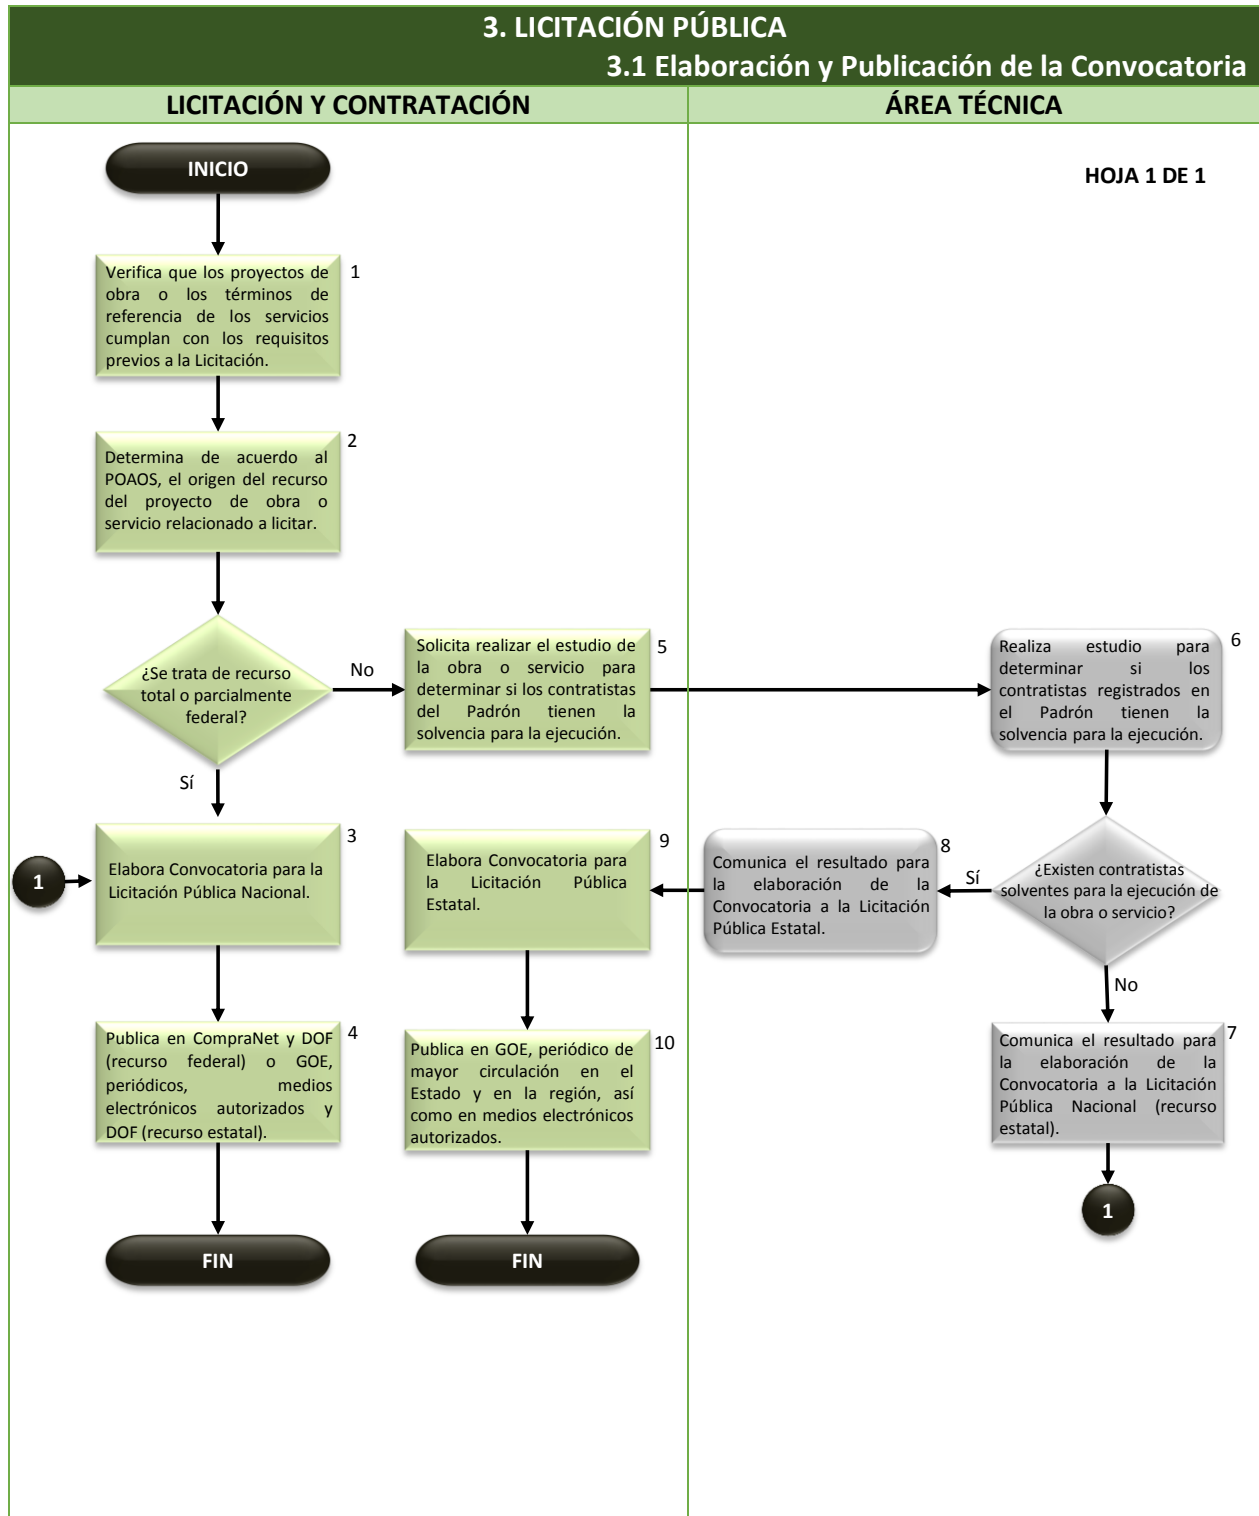 3. LICITACIÓN PÚBLICA
3.1 Elaboración y Publicación de la Convocatoria
LICITACIÓN Y CONTRATACIÓN
ÁREA TÉCNICA
INICIO
HOJA 1 DE 1
1
Verifica que los proyectos de
obra o los términos de
referencia de los servicios
cumplan con los requisitos
previos a la Licitación.
2
Determina de acuerdo al
POAOS, el origen del recurso
del proyecto de obra o
servicio relacionado a licitar.
¿Se trata de recurso
total o parcialmente
federal?
No
Sí
5
Solicita realizar el estudio de
la obra o servicio para
determinar si los contratistas
del Padrón tienen la
solvencia para la ejecución.
6
Realiza estudio para
determinar si los
contratistas registrados en
el Padrón tienen la
solvencia para la ejecución.
1
3
Elabora Convocatoria para la
Licitación Pública Nacional.
9
Elabora Convocatoria para
la Licitación Pública
Estatal.
8
Comunica el resultado para
la elaboración de la
Convocatoria a la Licitación
Pública Estatal.
Sí
¿Existen contratistas
solventes para la ejecución de
la obra o servicio?
No
4
Publica en CompraNet y DOF
(recurso federal) o GOE,
periódicos, medios
electrónicos autorizados y
DOF (recurso estatal).
10
Publica en GOE, periódico de
mayor circulación en el
Estado y en la región, así
como en medios electrónicos
autorizados.
7
Comunica el resultado para
la elaboración de la
Convocatoria a la Licitación
Pública Nacional (recurso
estatal).
1
FIN
FIN